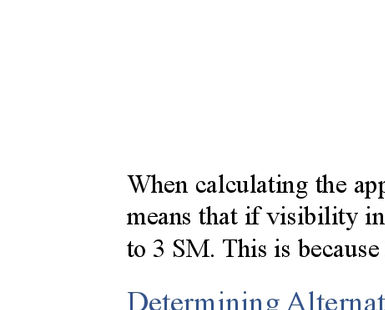 When calculating the app
means that if visibility in
to 3 SM. This is because
Determining Alternat